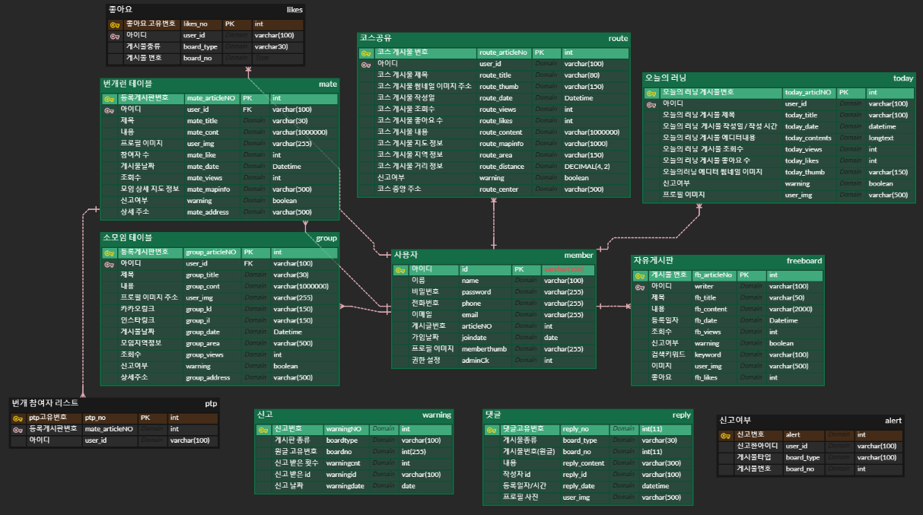 좋아요 likes
좋아요 고유번호 likes_no PK int
아이디 user_id Domain varchar(100)
게시물종류 board_type Domain varchar30)
게시물 번호 board_no Domain
번개런 테이블 mate
등록게시판번호 mate_articleNO PK int
아이디 user_id FK varchar(100)
제목 mate_title Domain varchar(30)
내용 mate_cont Domain varchar(1000000)
프로필 이미지 user_img Domain varchar(255)
참여자 수 mate_like Domain int
게시물날짜 mate_date Domain Datetime
조회수 mate_views Domain int
모임 상세 지도 정보 mate_mapinfo Domain varchar(500)
신고여부 warning Domain boolean
상세 주소 mate_address Domain varchar(500)
소모임 테이블 group
등록게시판번호 group_articleNO PK int
아이디 user_id FK varchar(100)
제목 group_title Domain varchar(30)
내용 group_cont Domain varchar(1000000)
프로필 이미지 주소 user_img Domain varchar(255)
카카오링크 group_kl Domain varchar(150)
인스타링크 group_il Domain varchar(150)
게시물날짜 group_date Domain Datetime
모임지역정보 group_area Domain varchar(500)
조회수 group_views Domain int
신고여부 warning Domain boolean
상세주소 group_address Domain varchar(500)
번개 참여자 리스트 ptp
ptp고유번호 ptp_no PK int
등록게시판번호 mate_articleNO Domain int
아이디 user_id Domain varchar(100)
코스공유 route
코스 게시물 번호 route_articleNo PK int
아이디 user_id Domain varchar(100)
코스 게시물 제목 route_title Domain varchar(80)
코스 게시물 썸네일 이미지 주소 route_thumb Domain varchar(150)
코스 게시물 작성일 route_date Domain Datetime
코스 게시물 조회수 route_views Domain int
코스 게시물 좋아요 수 route_likes Domain int
코스 게시물 내용 route_content Domain varchar(1000000)
코스 게시물 지도 정보 route_mapinfo Domain varchar(1000)
코스 게시물 지역 정보 route_area Domain varchar(150)
코스 게시물 거리 정보 route_distance Domain DECIMAL(4, 2)
신고여부 warning Domain boolean
코스 중앙 주소 route_center Domain varchar(500)
오늘의 러닝 today
오늘의 러닝 게시물번호 today_articlNO PK int
아이디 user_id Domain varchar(100)
오늘의 러닝 게시물 제목 today_title Domain varchar(100)
오늘의 러닝 게시물 작성일 / 작성 시간 today_date Domain datetime
오늘의 러닝 게시물 에디터내용 today_contents Domain longtext
오늘의 러닝 게시물 조회수 today_views Domain int
오늘의 러닝 게시물 좋아요 수 today_likes Domain int
오늘의러닝 에디터 썸네일 이미지 today_thumb Domain varchar(150)
신고여부 warning Domain boolean
프로필 이미지 user_img Domain varchar(500)
사용자 member
아이디 id PK
이름 name Domain varchar(100)
비밀번호 password Domain varchar(255)
전화번호 phone Domain varchar(255)
이메일 email Domain varchar(255)
게시글번호 articleNO Domain int
가입날짜 joindate Domain date
프로필 이미지 memberthumb Domain varchar(255)
권한 설정 adminCk Domain int
자유게시판 freeboard
게시물 번호 fb_articleNo PK int
아이디 writer Domain varchar(100)
제목 fb_title Domain varchar(50)
내용 fb_content Domain varchar(2000)
등록일자 fb_date Domain Datetime
조회수 fb_views Domain int
신고여부 warning Domain boolean
검색키워드 keyword Domain varchar(100)
이미지 user_img Domain varchar(500)
좋아요 fb_likes Domain int
신고 warning
신고번호 warningNO Domain int
게시판 종류 boardtype Domain varchar(100)
원글 고유번호 boardno Domain int(255)
신고 받은 횟수 warningcnt Domain int
신고 받은 id warningid Domain varchar(100)
신고 날짜 warningdate Domain date
댓글 reply
댓글고유번호 reply_no Domain int(11)
게시물종류 board_type Domain varchar(30)
게시물번호(원글) board_no Domain int(11)
내용 reply_content Domain varchar(300)
작성자 id reply_id Domain varchar(100)
등록일자/시간 reply_date Domain datetime
프로필 사진 user_img Domain varchar(500)
신고여부 alert
신고번호 alert Domain int
신고한아이디 user_id Domain varchar(100)
게시물타입 board_type Domain varchar(100)
게시물번호 board_no Domain int